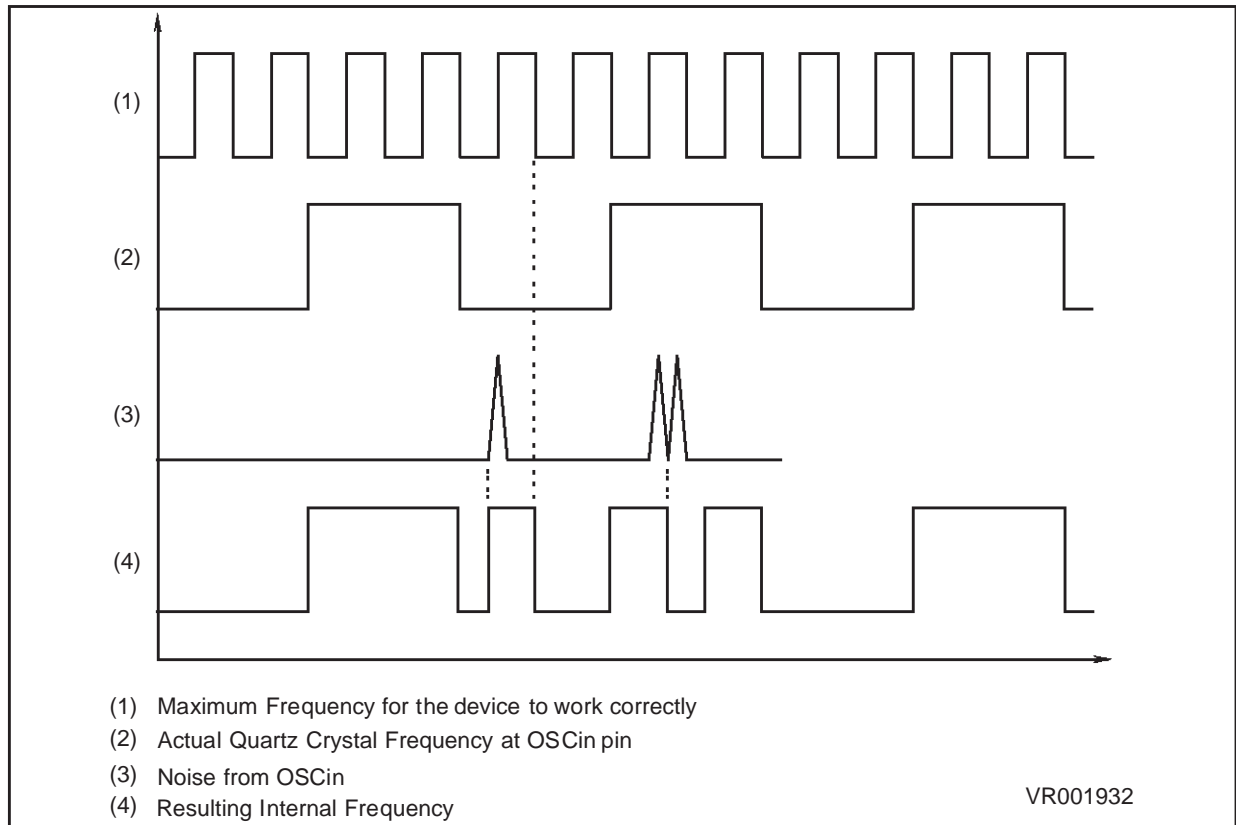 (1)
(2)
(3)
(4)
(1) Maximum Frequency for the device to work correctly
(2) Actual Quartz Crystal Frequency at OSCin pin
(3) Noise from OSCin
(4) Resulting Internal Frequency
VR001932